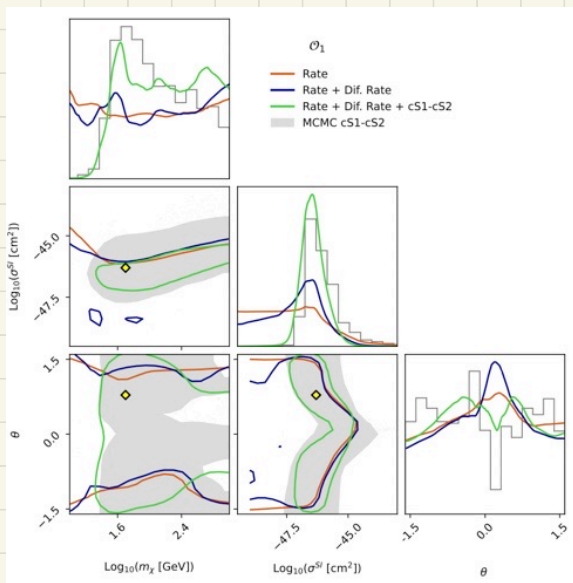 𝒪₁
Rate
Rate + Dif. Rate
Rate + Dif. Rate + cS1-cS2
MCMC cS1-cS2
Log₁₀(σ^SI [cm²])
-45.0
-47.5
θ
1.5
0.0
-1.5
1.6
2.4
-47.5
-45.0
-1.5
0.0
1.5
Log₁₀(mᵪ [GeV])
Log₁₀(σ^SI [cm²])
θ